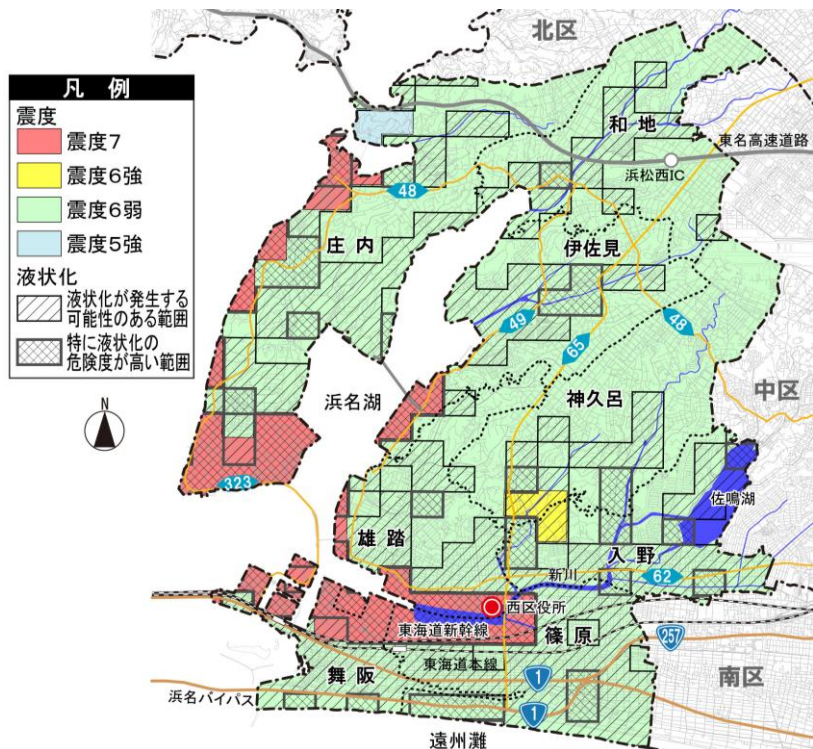 北区
凡 例
震度
震度7
震度6強
震度6弱
震度5強
液状化
液状化が発生する
可能性のある範囲
特に液状化の
危険度が高い範囲
N
和地
東名高速道路
浜松西IC
48
庄内
伊佐見
49
65
48
浜名湖
神久呂
中区
323
佐鳴湖
雄踏
入野
新川
62
西区役所
東海道新幹線
篠原
257
舞阪
東海道本線
1
南区
浜名バイパス
1
遠州灘